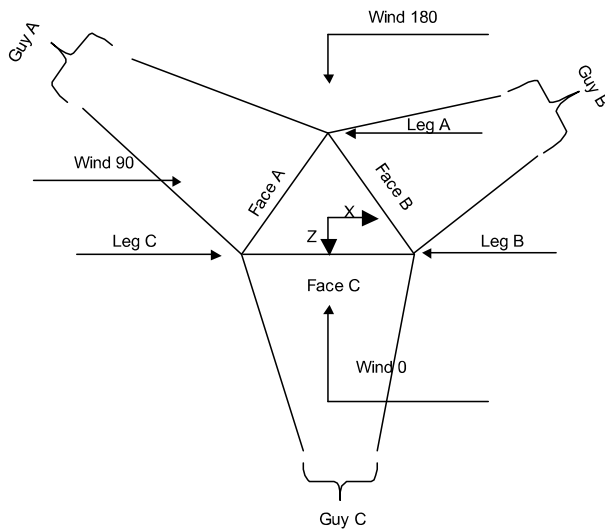 Wind 180
Guy A
Guy B
Leg A
Wind 90
Face A
Face B
X
Z
Leg C
Leg B
Face C
Wind 0
Guy C